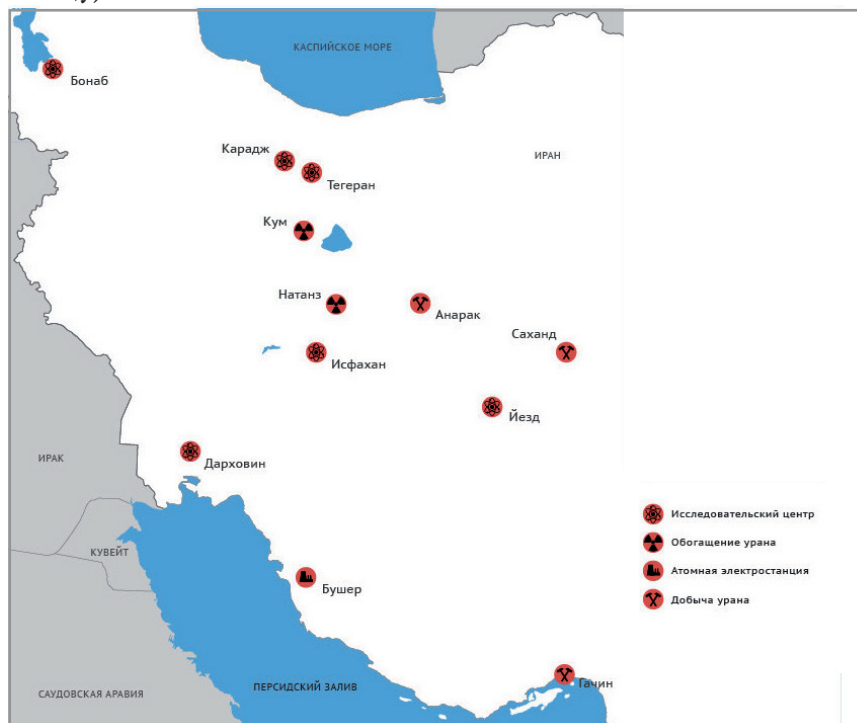 КАСПИЙСКОЕ МОРЕ
Бонаб
Карадж
ИРАН
Тегеран
Кум
Натанз
Анарак
Саханд
Исфахан
Йезд
Дарховин
ИРАК
Исследовательский центр
Обогащение урана
КУВЕЙТ
Атомная электростанция
Бушер
Добыча урана
Гачин
ПЕРСИДСКИЙ ЗАЛИВ
САУДОВСКАЯ АРАВИЯ